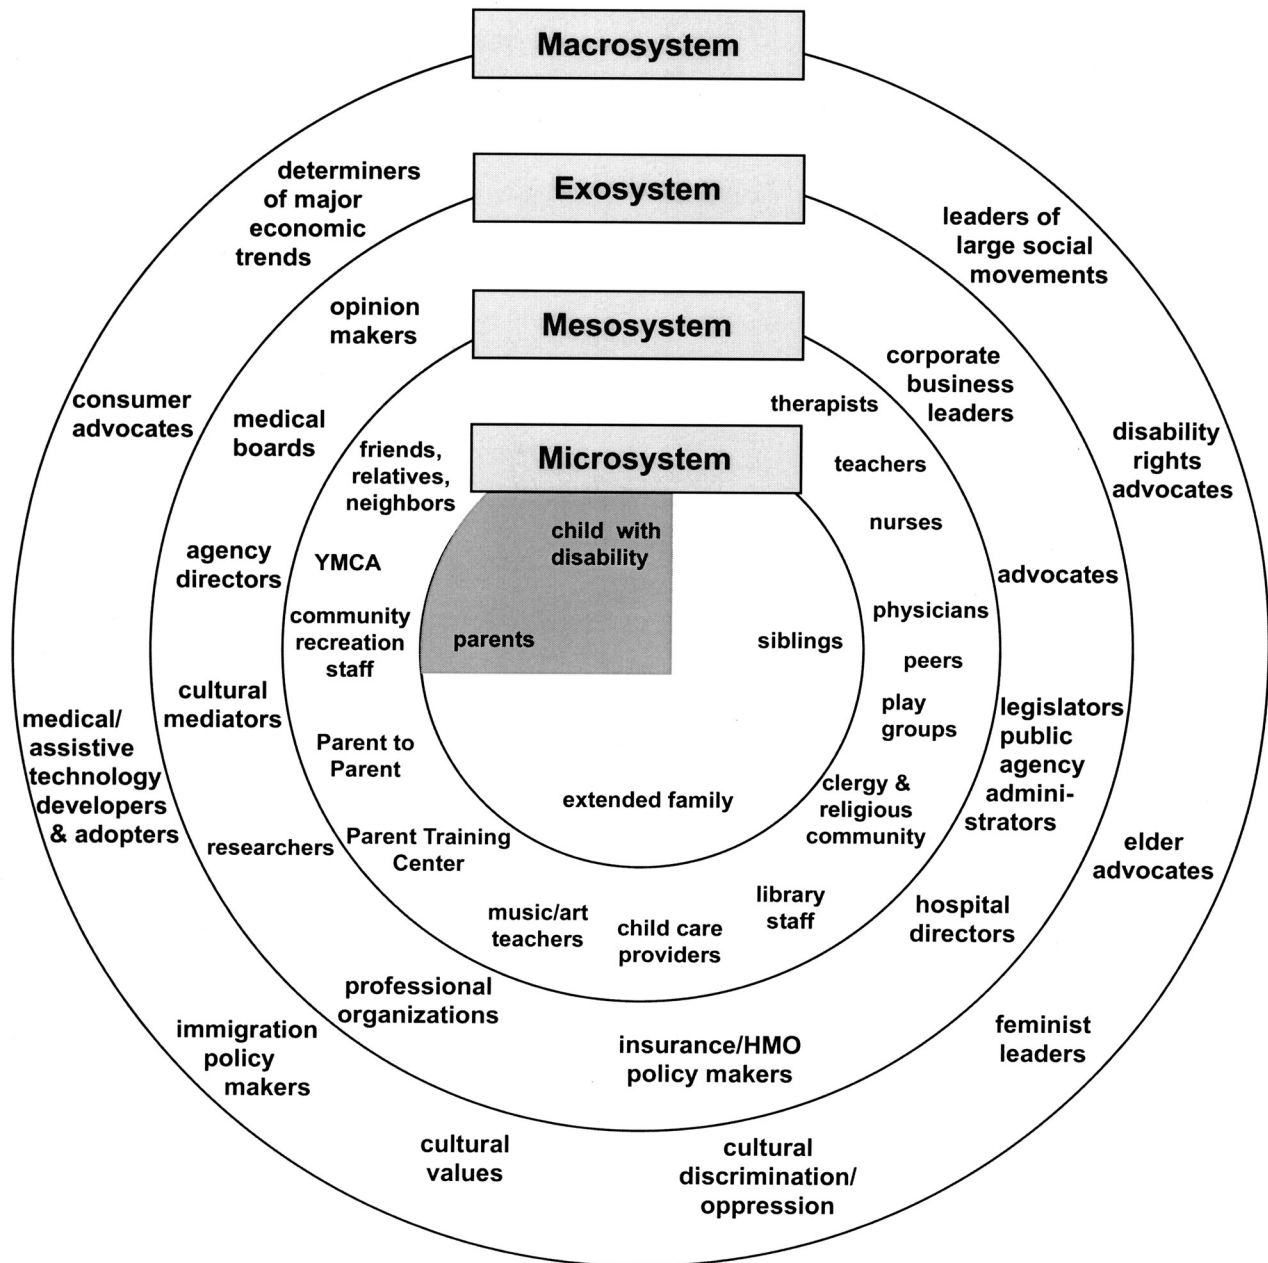 Macrosystem
determiners
of major
economic
trends
leaders of
large social
movements
consumer
advocates
disability
rights
advocates
medical/
assistive
technology
developers
& adopters
elder
advocates
immigration
policy
makers
feminist
leaders
cultural
values
cultural
discrimination/
oppression
Exosystem
opinion
makers
corporate
business
leaders
medical
boards
agency
directors
advocates
cultural
mediators
legislators
public
agency
admini-
strators
researchers
hospital
directors
professional
organizations
insurance/HMO
policy makers
Mesosystem
therapists
friends,
relatives,
neighbors
teachers
nurses
YMCA
community
recreation
staff
physicians
peers
play
groups
Parent to
Parent
clergy &
religious
community
Parent Training
Center
library
staff
music/art
teachers
child care
providers
Microsystem
child with
disability
parents
siblings
extended family